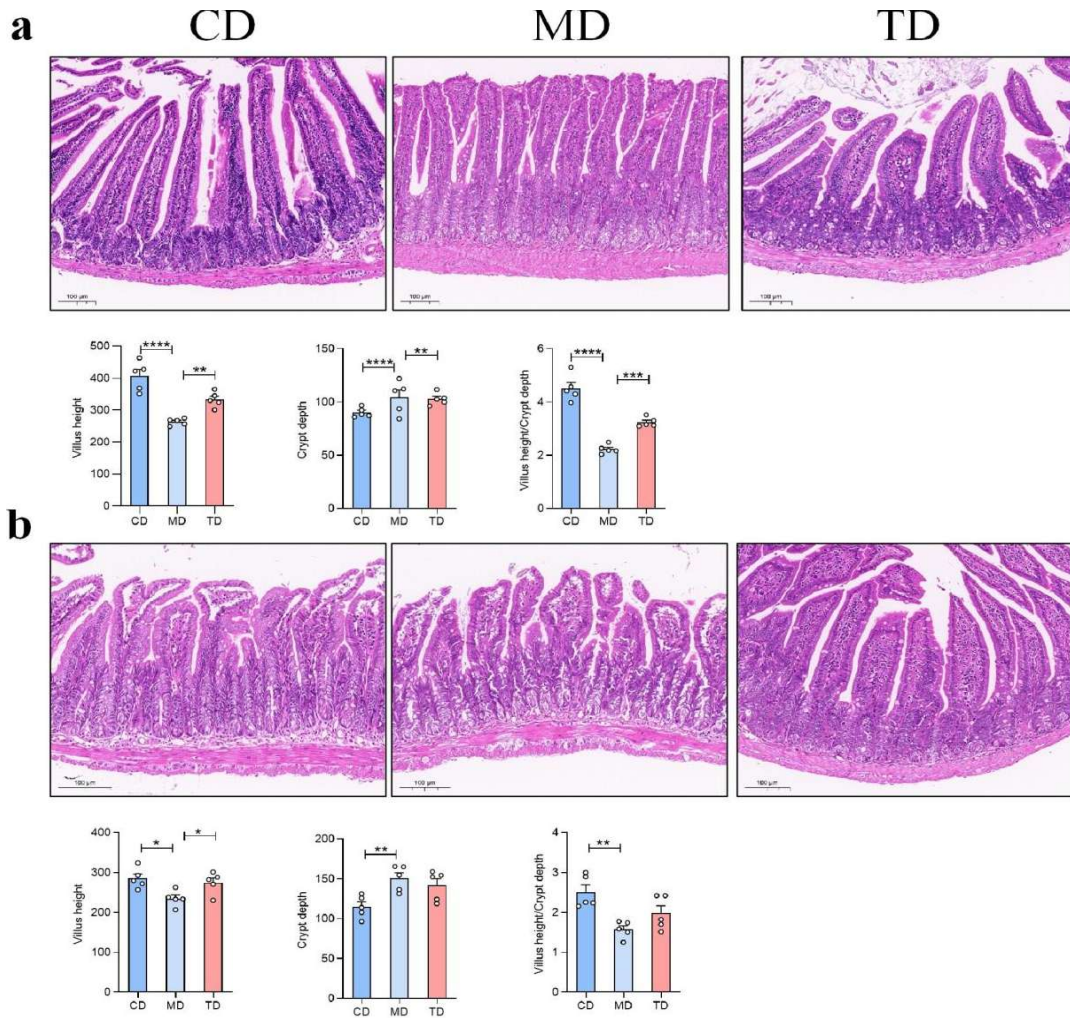 a CD MD TD
100 μm 100 μm 100 μm
Villus height
500
400
300
200
100
0
**** **
CD MD TD
Crypt depth
150
100
50
0
**** **
CD MD TD
Villus height/Crypt depth
6
4
2
0
**** ***
CD MD TD
b
100 μm 100 μm 100 μm
Villus height
400
300
200
100
0
* *
CD MD TD
Crypt depth
200
150
100
50
0
**
CD MD TD
Villus height/Crypt depth
4
3
2
1
0
**
CD MD TD